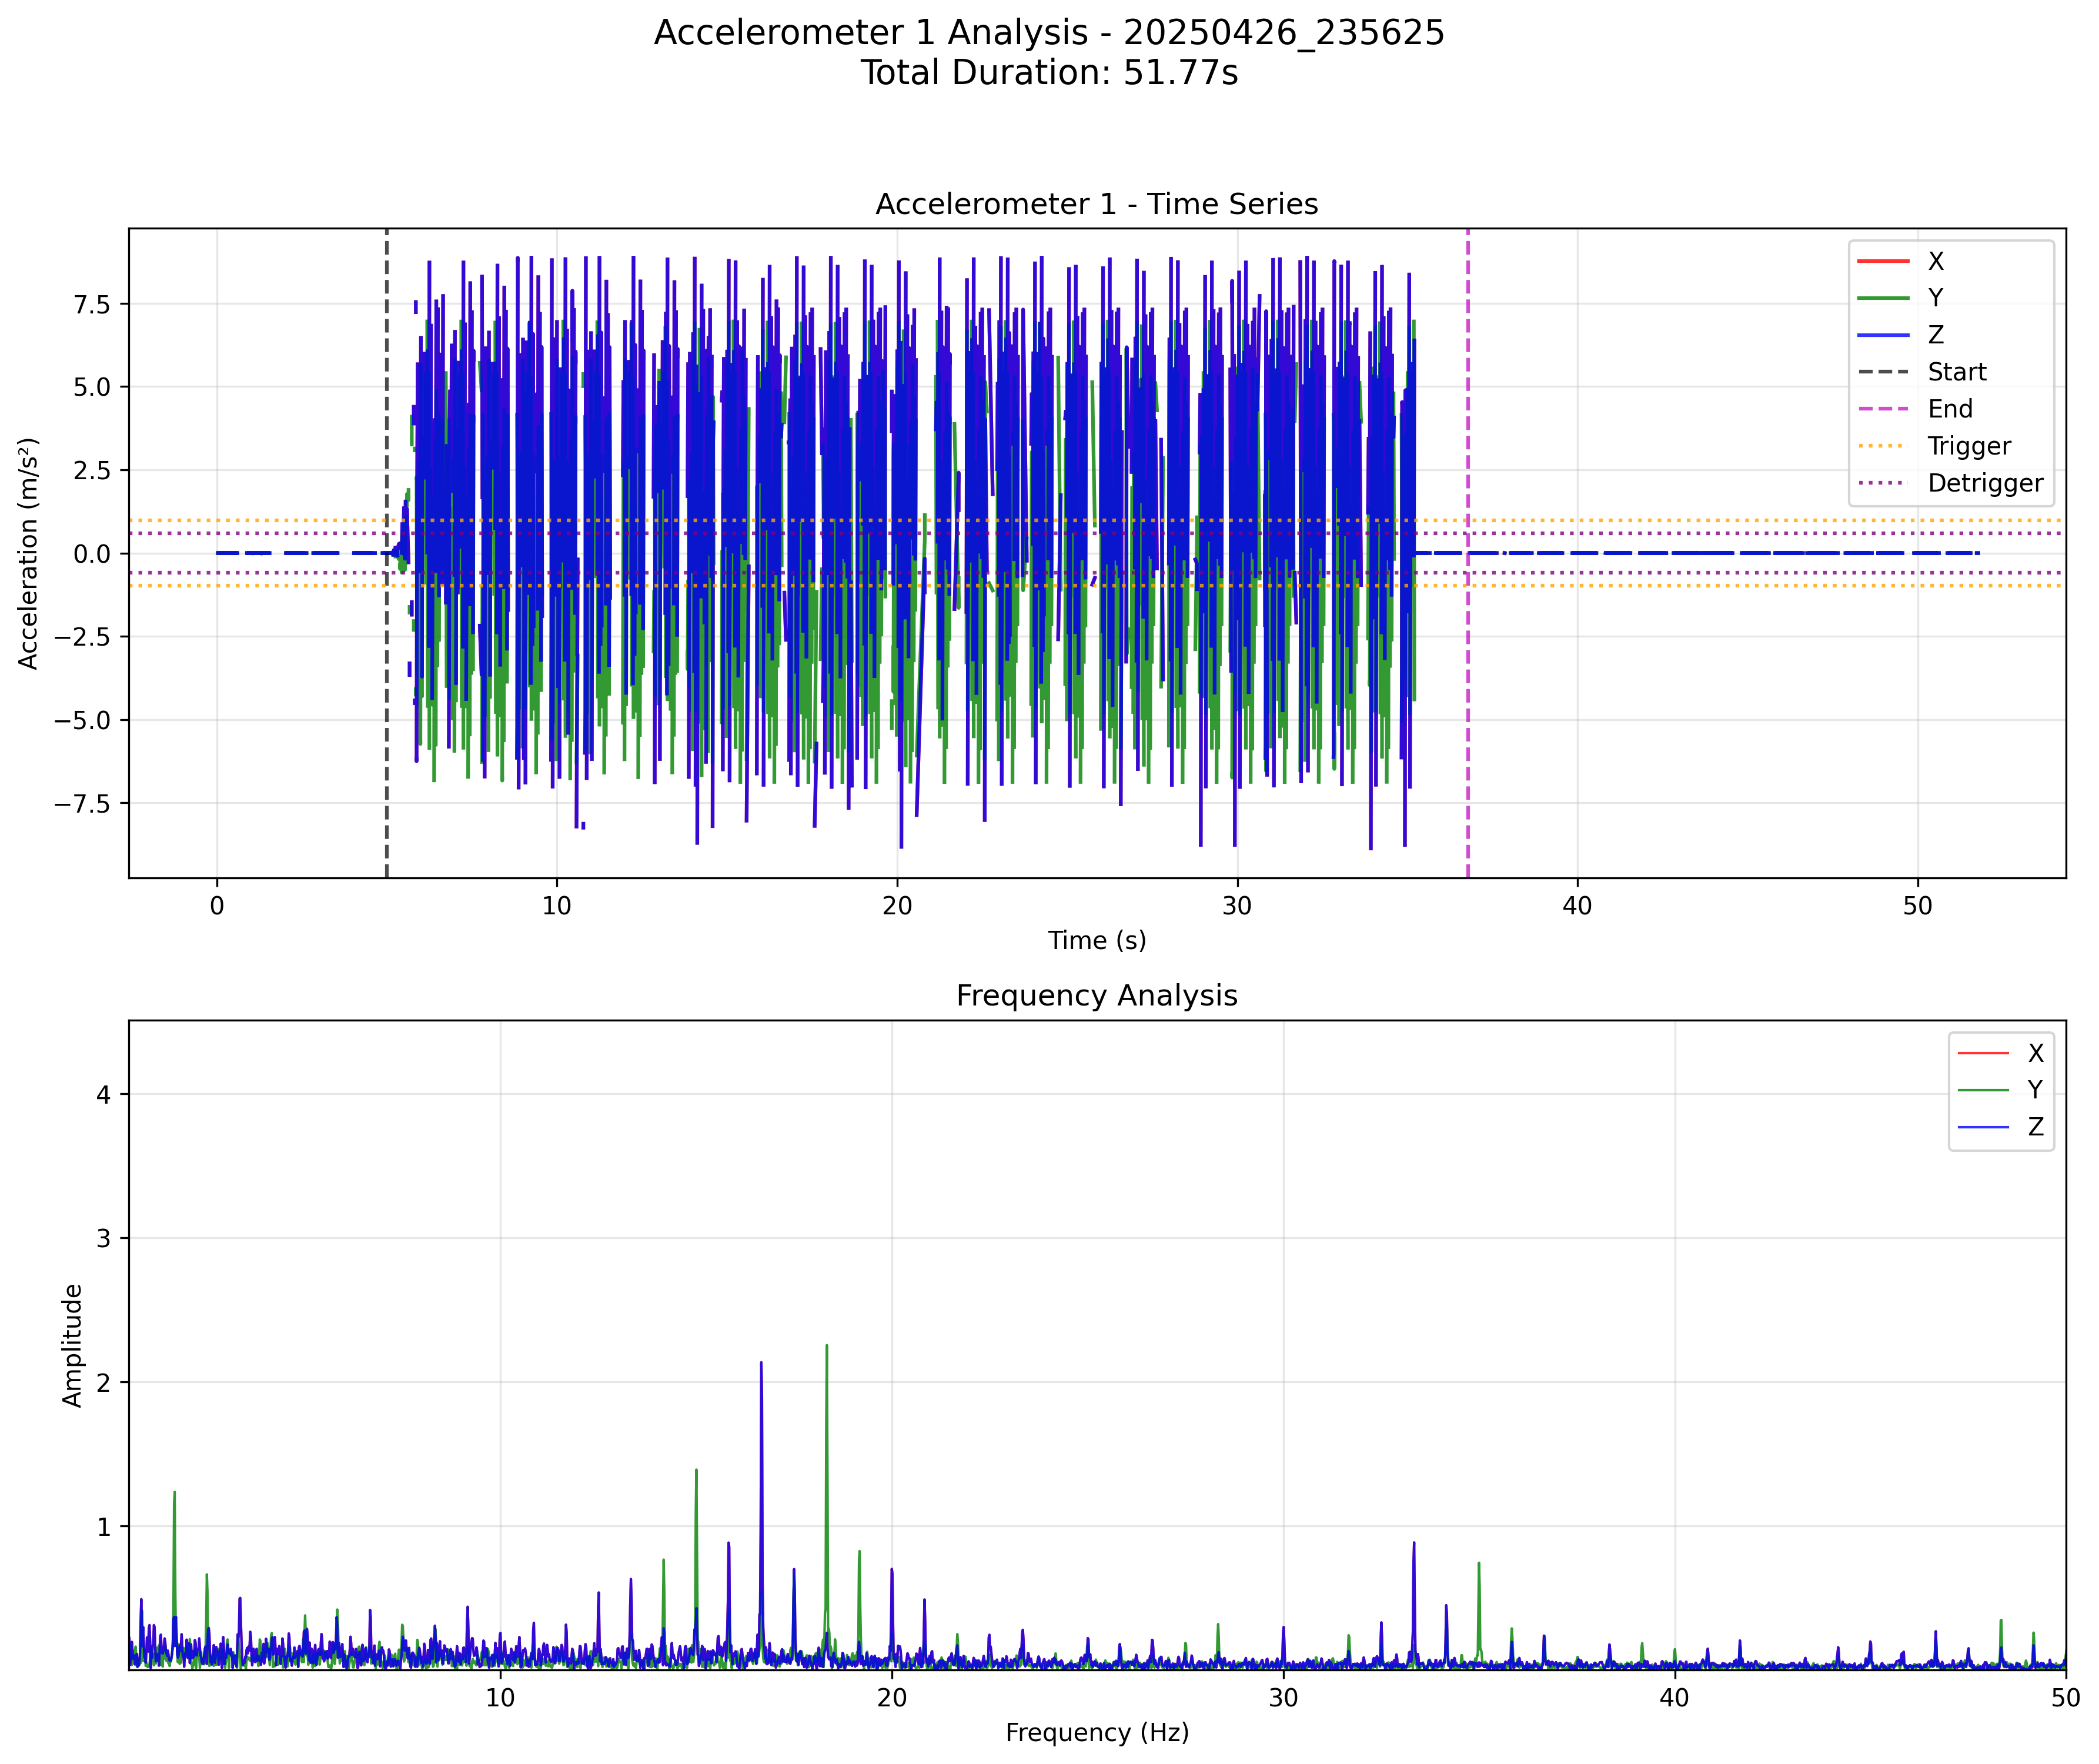 Accelerometer 1 Analysis - 20250426_235625
Total Duration: 51.77s
Accelerometer 1 - Time Series
Acceleration (m/s²)
7.5
5.0
2.5
0.0
−2.5
−5.0
−7.5
X
Y
Z
Start
End
Trigger
Detrigger
0 10 20 30 40 50
Time (s)
Frequency Analysis
Amplitude
4
3
2
1
X
Y
Z
10 20 30 40 50
Frequency (Hz)